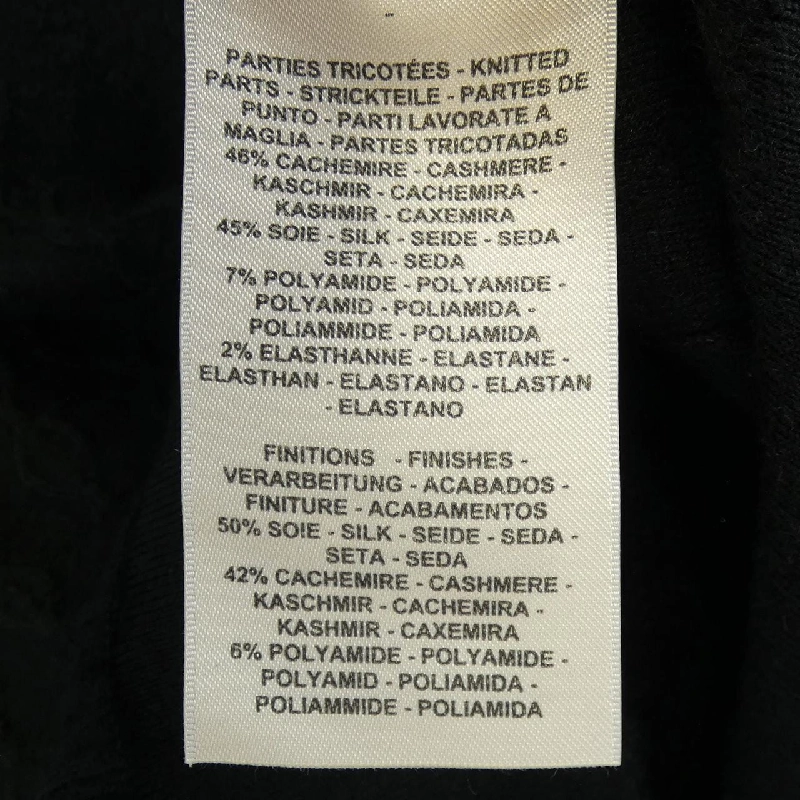 PARTIES TRICOTÉES - KNITTED
PARTS - STRICKTEILE - PARTES DE
PUNTO - PARTI LAVORATE A
MAGLIA - PARTES TRICOTADAS
46% CACHEMIRE - CASHMERE -
KASCHMIR - CACHEMIRA -
KASHMIR - CAXEMIRA
45% SOIE - SILK - SEIDE - SEDA -
SETA - SEDA
7% POLYAMIDE - POLYAMIDE -
POLYAMID - POLIAMIDA -
POLIAMMIDE - POLIAMIDA
2% ELASTHANNE - ELASTANE -
ELASTHAN - ELASTANO - ELASTAN
- ELASTANO
FINITIONS - FINISHES -
VERARBEITUNG - ACABADOS -
FINITURE - ACABAMENTOS
50% SOIE - SILK - SEIDE - SEDA -
SETA - SEDA
42% CACHEMIRE - CASHMERE -
KASCHMIR - CACHEMIRA -
KASHMIR - CAXEMIRA
6% POLYAMIDE - POLYAMIDE -
POLYAMID - POLIAMIDA -
POLIAMMIDE - POLIAMIDA